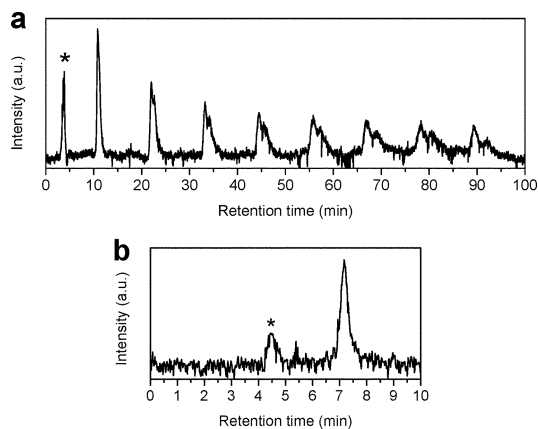 a
*
Intensity (a.u.)
0 10 20 30 40 50 60 70 80 90 100
Retention time (min)
b
*
Intensity (a.u.)
0 1 2 3 4 5 6 7 8 9 10
Retention time (min)